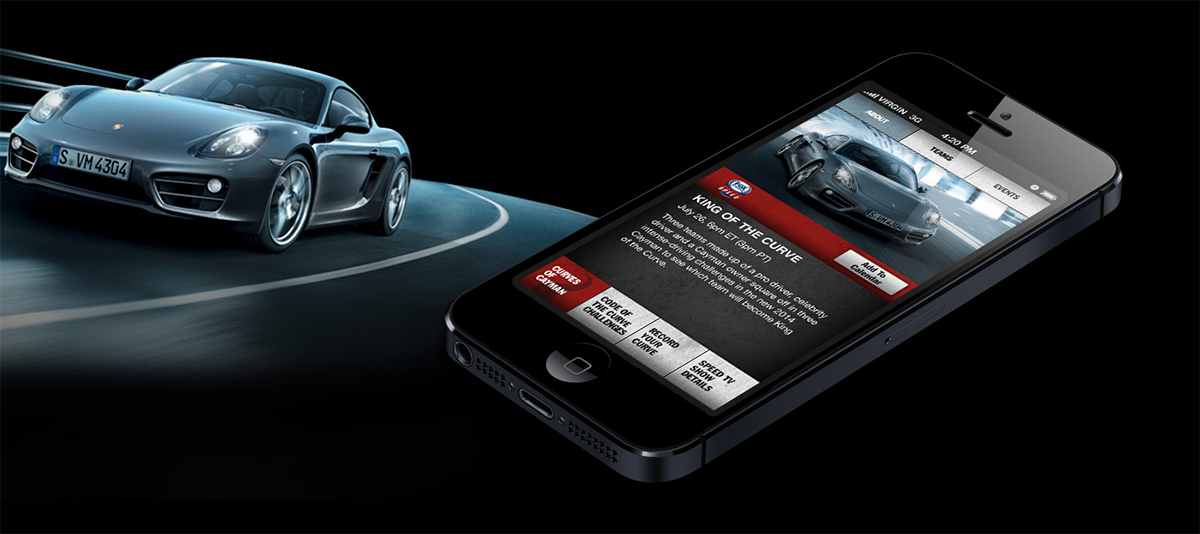 S VM 4304
VIRGIN 3G
4:20 PM
ABOUT
TEAMS
EVENTS
FOX
SPEED
KING OF THE CURVE
July 26, 6pm ET (3pm PT)
Three teams made up of a pro driver, celebrity
driver and a Cayman owner square off in three
intense-driving challenges in the new 2014
Cayman to see which team will become King
of the Curve.
Add To
Calendar
CURVES
OF
CAYMAN
CODE OF
THE CURVE
CHALLENGES
RECORD
YOUR
CURVE
SPEED TV
SHOW
DETAILS